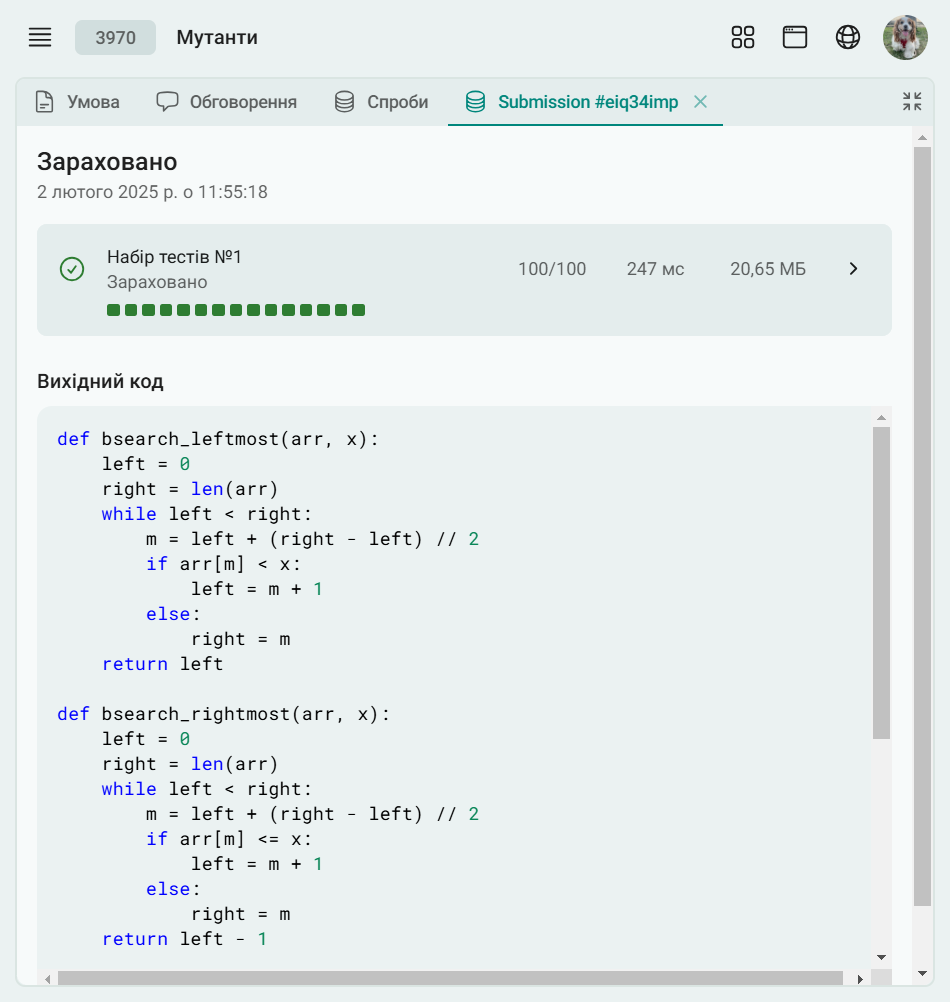 3970 Мутанти
Умова Обговорення Спроби Submission #eiq34imp
Зараховано
2 лютого 2025 р. о 11:55:18
Набір тестів №1
Зараховано
100/100 247 мс 20,65 МБ
Вихідний код
def bsearch_leftmost(arr, x):
    left = 0
    right = len(arr)
    while left < right:
        m = left + (right - left) // 2
        if arr[m] < x:
            left = m + 1
        else:
            right = m
    return left
def bsearch_rightmost(arr, x):
    left = 0
    right = len(arr)
    while left < right:
        m = left + (right - left) // 2
        if arr[m] <= x:
            left = m + 1
        else:
            right = m
    return left - 1